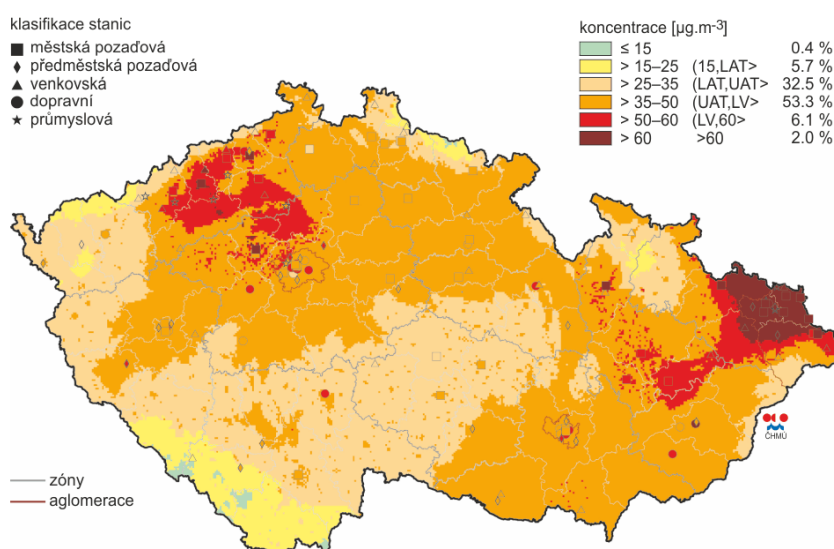 klasifikace stanic
městská pozaďová
předměstská pozaďová
venkovská
dopravní
průmyslová
koncentrace [µg.m-³]
≤ 15 0.4 %
> 15–25 (15,LAT> 5.7 %
> 25–35 (LAT,UAT> 32.5 %
> 35–50 (UAT,LV> 53.3 %
> 50–60 (LV,60> 6.1 %
> 60 >60 2.0 %
ČHMÚ
zóny
aglomerace